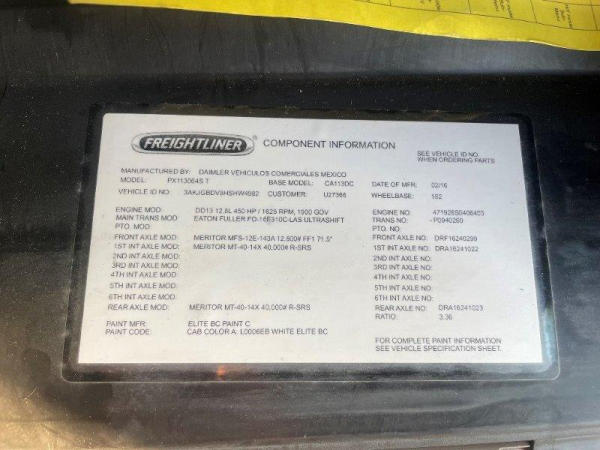 FREIGHTLINER COMPONENT INFORMATION
SEE VEHICLE ID NO.
WHEN ORDERING PARTS
MANUFACTURED BY: DAIMLER VEHICULOS COMERCIALES MEXICO
MODEL: PX113064S T BASE MODEL: CA113DC DATE OF MFR: 02/16
VEHICLE ID NO: CUSTOMER: U27366 WHEELBASE: 182
ENGINE MOD: DD13 12.8L 450 HP / 1625 RPM, 1900 GOV ENGINE NO: 471928S0406403
MAIN TRANS MOD EATON FULLER FO-16E310C-LAS ULTRASHIFT TRANS NO: -P0940290
PTO. MOD: PTO. NO:
FRONT AXLE MOD: MERITOR MFS-12E-143A 12,500# FF1 71.5" FRONT AXLE NO: DRF16240299
1ST INT AXLE MOD: MERITOR MT-40-14X 40,000# R-SRS 1ST INT AXLE NO: DRA16241022
2ND INT AXLE MOD: 2ND INT AXLE NO:
3RD INT AXLE MOD: 3RD INT AXLE NO:
4TH INT AXLE MOD: 4TH INT AXLE NO:
5TH INT AXLE MOD: 5TH INT AXLE NO:
6TH INT AXLE MOD: 6TH INT AXLE NO:
REAR AXLE MOD: MERITOR MT-40-14X 40,000# R-SRS REAR AXLE NO: DRA16241023
RATIO: 3.36
PAINT MFR: ELITE BC PAINT C
PAINT CODE: CAB COLOR A: L0006EB WHITE ELITE BC
FOR COMPLETE PAINT INFORMATION
SEE VEHICLE SPECIFICATION SHEET.